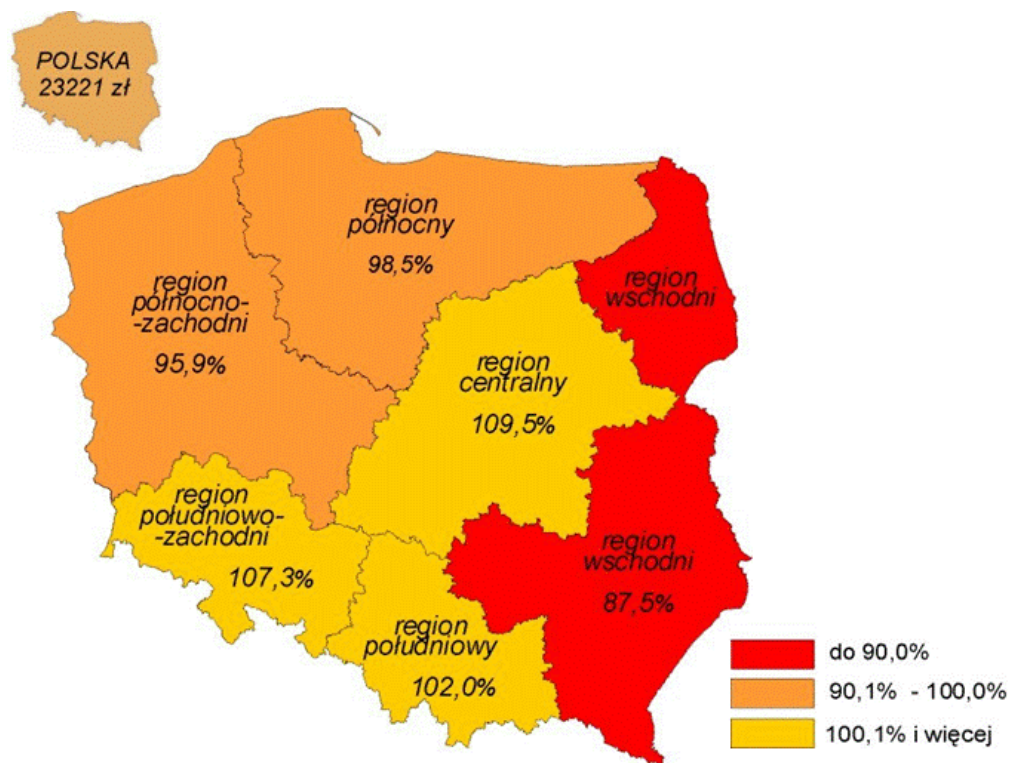 POLSKA
23221 zł
region
północny
98,5%
region
północno-
-zachodni
95,9%
region
wschodni
region
centralny
109,5%
region
południowo-
-zachodni
107,3%
region
wschodni
87,5%
region
południowy
102,0%
do 90,0%
90,1% - 100,0%
100,1% i więcej